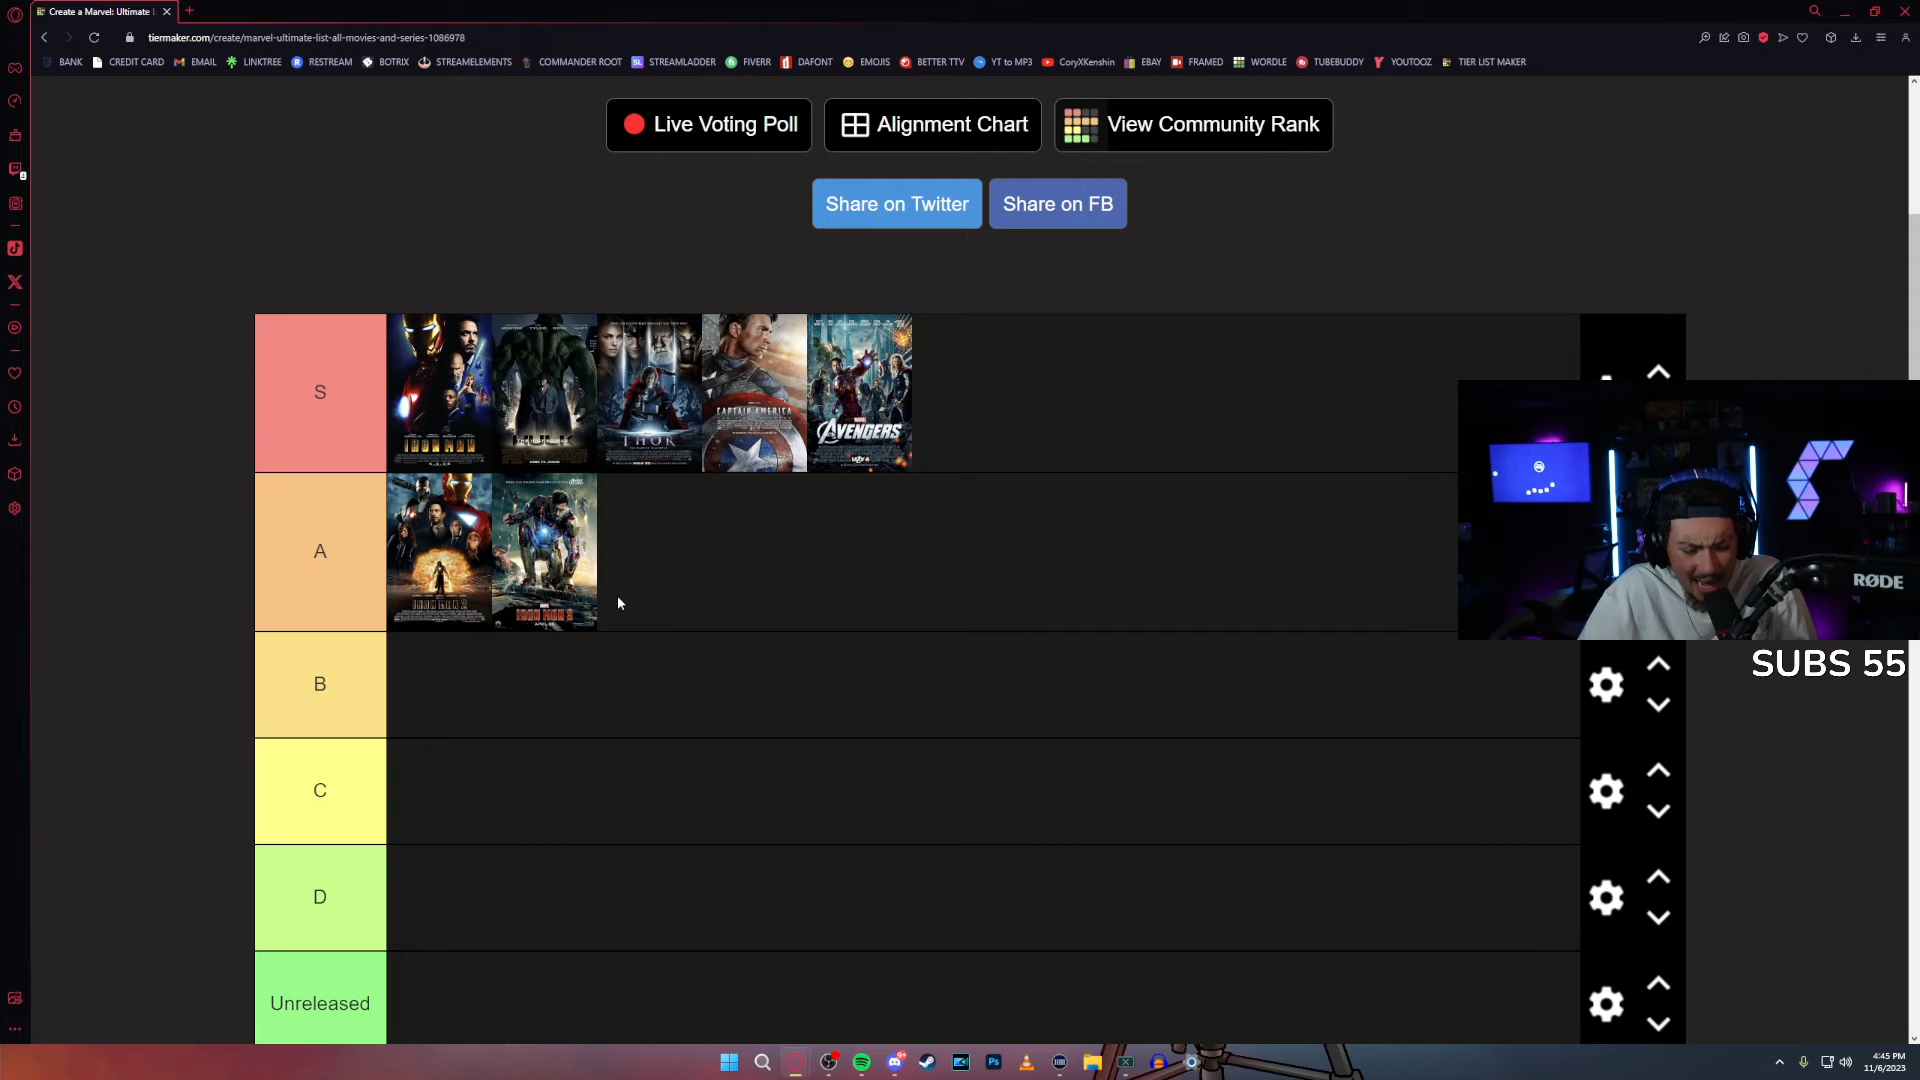 Create a Marvel: Ultimate
tiermaker.com/create/marvel-ultimate-list-all-movies-and-series-1086978
BANK CREDIT CARD EMAIL LINKTREE RESTREAM BOTRIX STREAMELEMENTS COMMANDER ROOT STREAMLADDER FIVERR DAFONT EMOJIS BETTER TTV YT to MP3 CoryXKenshin EBAY FRAMED WORDLE TUBEBUDDY YOUTOOZ TIER LIST MAKER
Live Voting Poll Alignment Chart View Community Rank
Share on Twitter Share on FB
S
IRON MAN
HULK
THOR
CAPTAIN AMERICA
MARVEL
AVENGERS
A
IRON MAN 2
IRON MAN 3
RØDE
SUBS 55
B
C
D
Unreleased
4:45 PM
11/6/2023